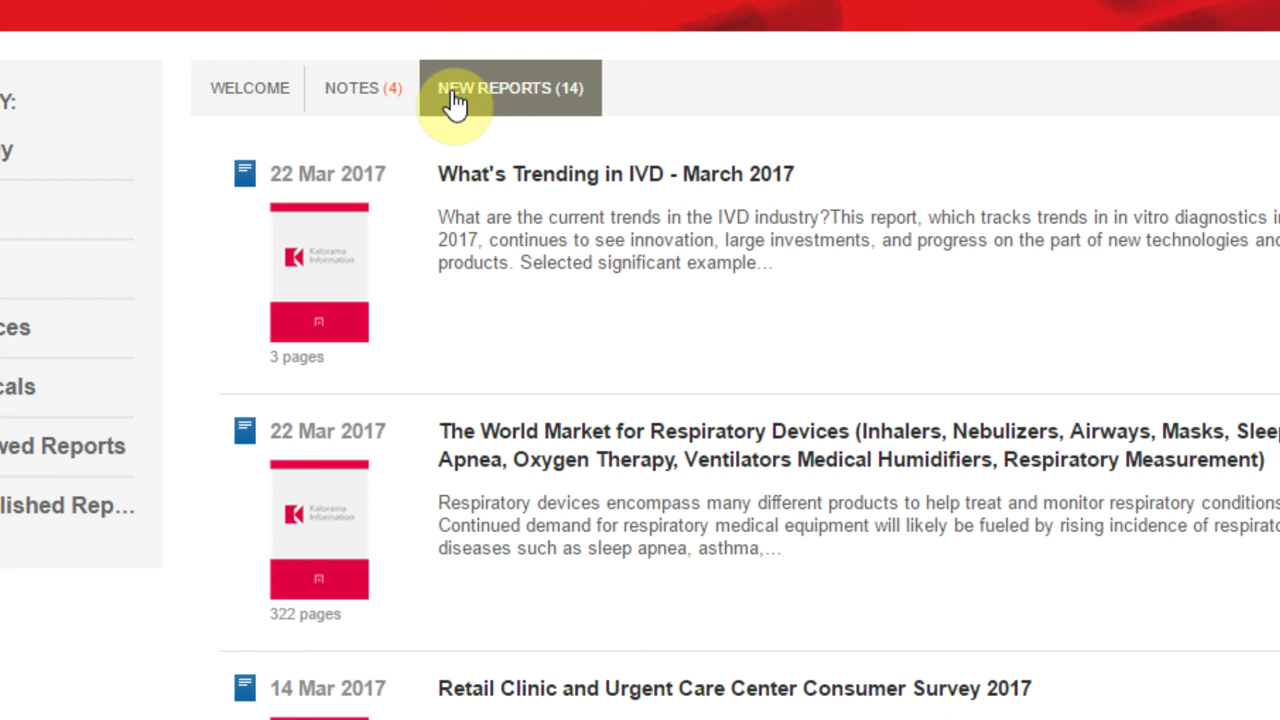 Y:
y
ces
cals
wed Reports
lished Rep...
WELCOME
NOTES (4)
NEW REPORTS (14)
22 Mar 2017
What's Trending in IVD - March 2017
What are the current trends in the IVD industry?This report, which tracks trends in in vitro diagnostics i
2017, continues to see innovation, large investments, and progress on the part of new technologies and
products. Selected significant example...
Kalorama
Information
3 pages
22 Mar 2017
The World Market for Respiratory Devices (Inhalers, Nebulizers, Airways, Masks, Sleep
Apnea, Oxygen Therapy, Ventilators Medical Humidifiers, Respiratory Measurement)
Respiratory devices encompass many different products to help treat and monitor respiratory conditions
Continued demand for respiratory medical equipment will likely be fueled by rising incidence of respirato
diseases such as sleep apnea, asthma,...
Kalorama
Information
322 pages
14 Mar 2017
Retail Clinic and Urgent Care Center Consumer Survey 2017